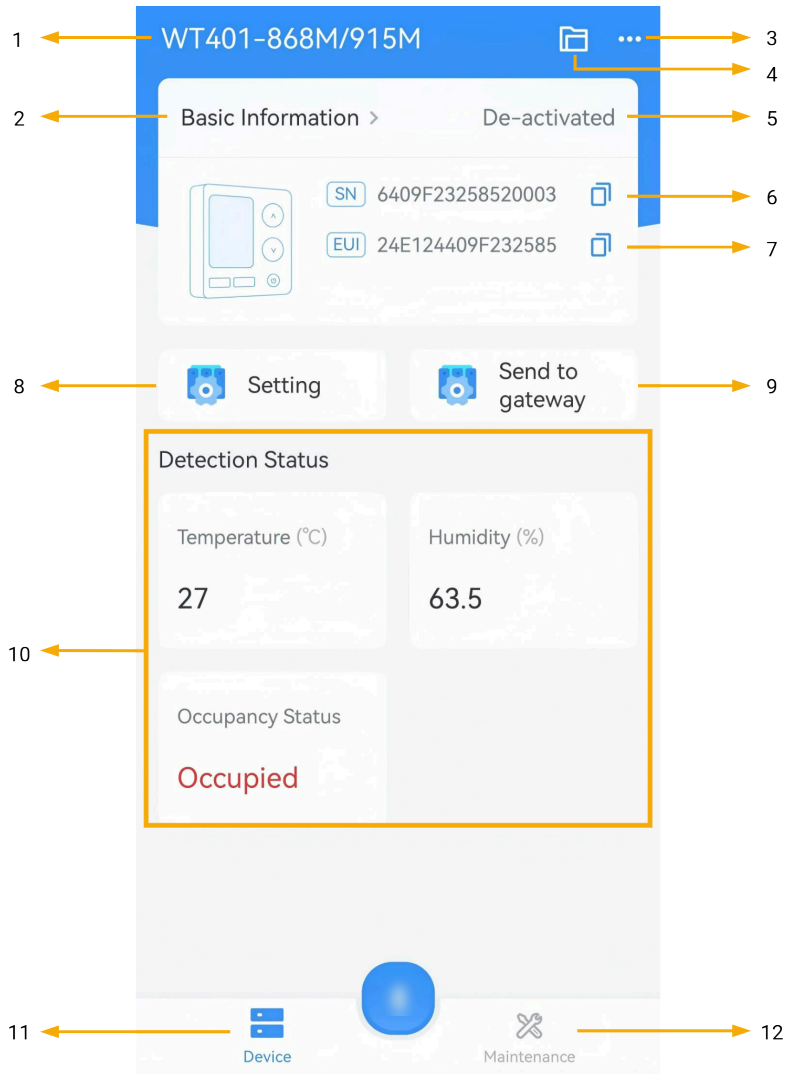 1
WT401-868M/915M
3
4
2
Basic Information >
De-activated
5
SN 6409F23258520003
6
EUI 24E124409F232585
7
8
Setting
Send to
gateway
9
Detection Status
Temperature (℃)
Humidity (%)
27
63.5
10
Occupancy Status
Occupied
11
12
Device
Maintenance